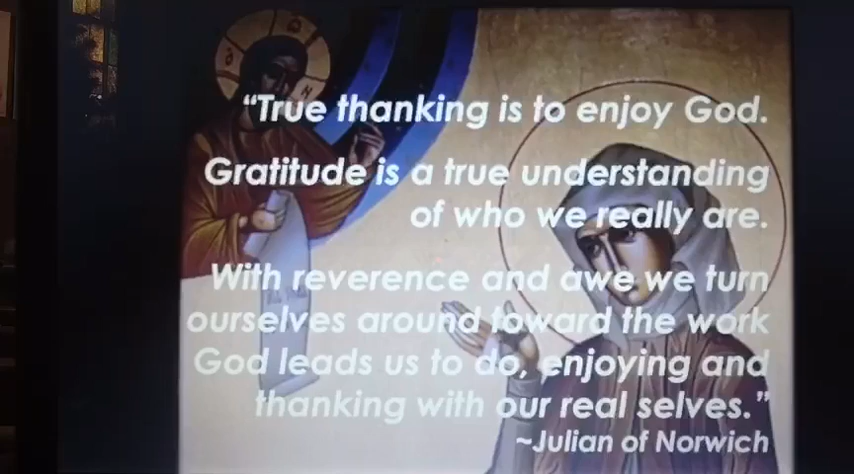 “True thanking is to enjoy God.
Gratitude is a true understanding
of who we really are.
With reverence and awe we turn
ourselves around toward the work
God leads us to do, enjoying and
thanking with our real selves.”
~Julian of Norwich